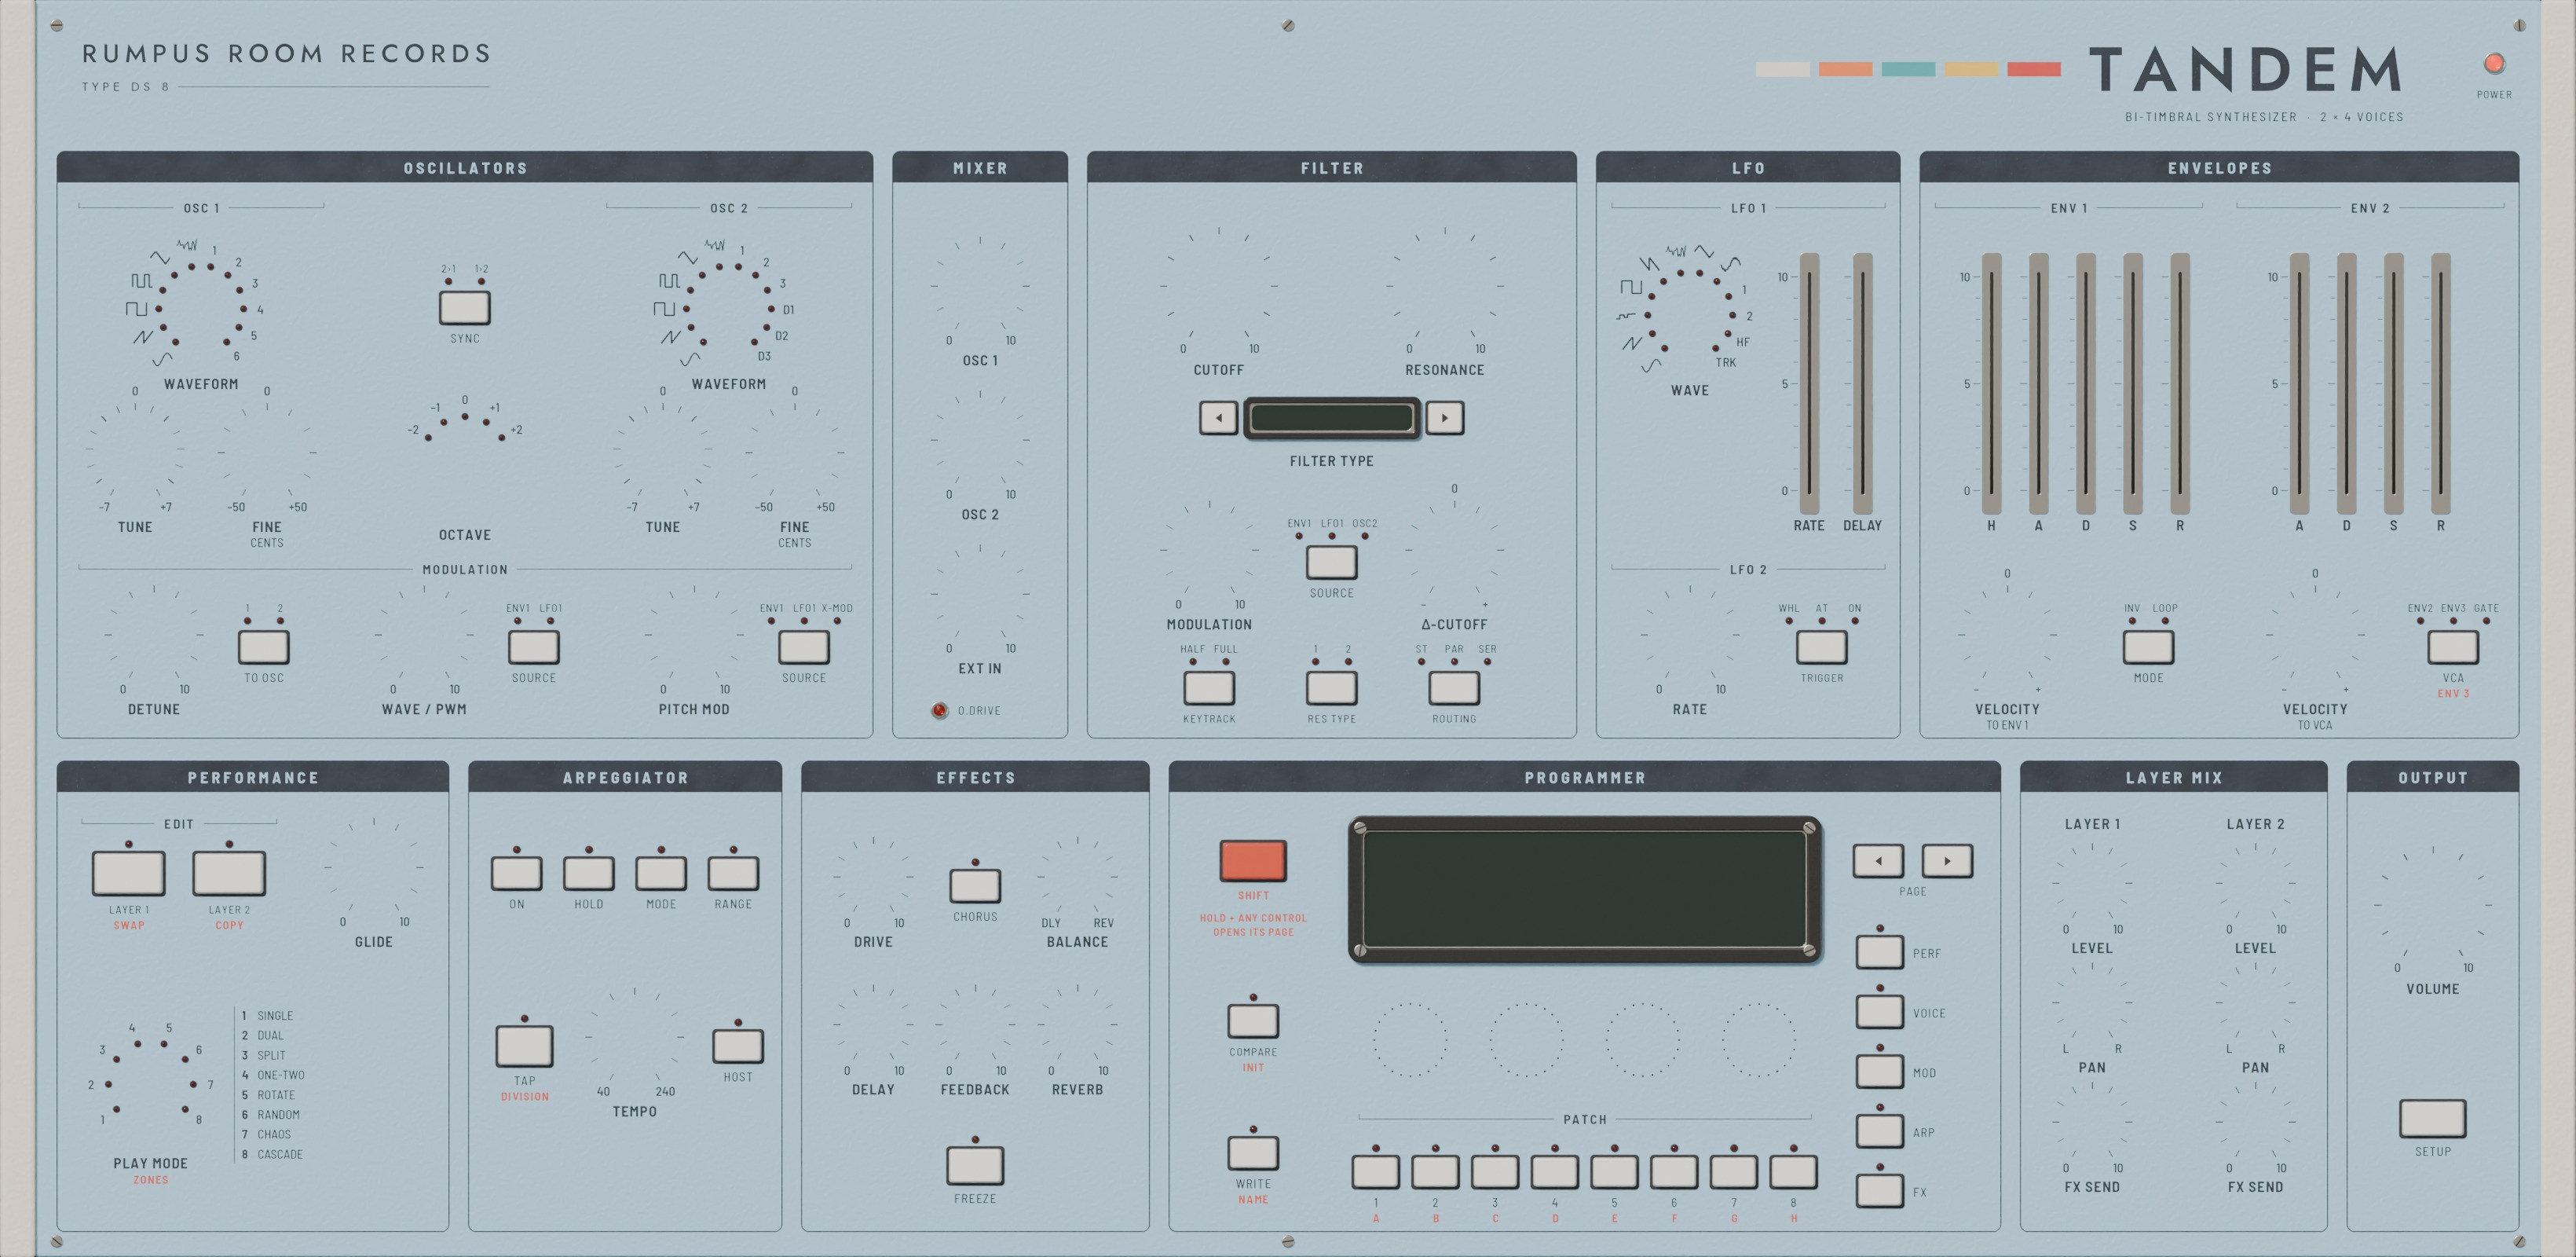 RUMPUS ROOM RECORDS
TYPE DS 8
TANDEM
BI-TIMBRAL SYNTHESIZER · 2 × 4 VOICES
POWER
OSCILLATORS
OSC 1
OSC 2
1 2 3 4 5 6
WAVEFORM
2›1 1›2
SYNC
1 2 3 D1 D2 D3
WAVEFORM
0
-7 +7
TUNE
0
-50 +50
FINE
CENTS
-2 -1 0 +1 +2
OCTAVE
0
-7 +7
TUNE
0
-50 +50
FINE
CENTS
MODULATION
0 10
DETUNE
1 2
TO OSC
0 10
WAVE / PWM
ENV1 LFO1
SOURCE
0 10
PITCH MOD
ENV1 LFO1 X-MOD
SOURCE
MIXER
0 10
OSC 1
0 10
OSC 2
0 10
EXT IN
O.DRIVE
FILTER
0 10
CUTOFF
0 10
RESONANCE
FILTER TYPE
0 10
MODULATION
ENV1 LFO1 OSC2
SOURCE
0
- +
Δ-CUTOFF
HALF FULL
KEYTRACK
1 2
RES TYPE
ST PAR SER
ROUTING
LFO
LFO 1
1 2 HF TRK
WAVE
10
5
0
RATE DELAY
LFO 2
0 10
RATE
WHL AT ON
TRIGGER
ENVELOPES
ENV 1
10
5
0
H A D S R
ENV 2
10
5
0
A D S R
0
- +
VELOCITY
TO ENV 1
INV LOOP
MODE
0
- +
VELOCITY
TO VCA
ENV2 ENV3 GATE
VCA
ENV 3
PERFORMANCE
EDIT
LAYER 1
SWAP
LAYER 2
COPY
0 10
GLIDE
1 2 3 4 5 6 7 8
PLAY MODE
ZONES
1 SINGLE
2 DUAL
3 SPLIT
4 ONE-TWO
5 ROTATE
6 RANDOM
7 CHAOS
8 CASCADE
ARPEGGIATOR
ON HOLD MODE RANGE
TAP
DIVISION
40 240
TEMPO
HOST
EFFECTS
0 10
DRIVE
CHORUS
DLY REV
BALANCE
0 10
DELAY
0 10
FEEDBACK
0 10
REVERB
FREEZE
PROGRAMMER
SHIFT
HOLD + ANY CONTROL
OPENS ITS PAGE
COMPARE
INIT
WRITE
NAME
PATCH
1 2 3 4 5 6 7 8
A B C D E F G H
PAGE
PERF
VOICE
MOD
ARP
FX
LAYER MIX
LAYER 1
0 10
LEVEL
L R
PAN
0 10
FX SEND
LAYER 2
0 10
LEVEL
L R
PAN
0 10
FX SEND
OUTPUT
0 10
VOLUME
SETUP